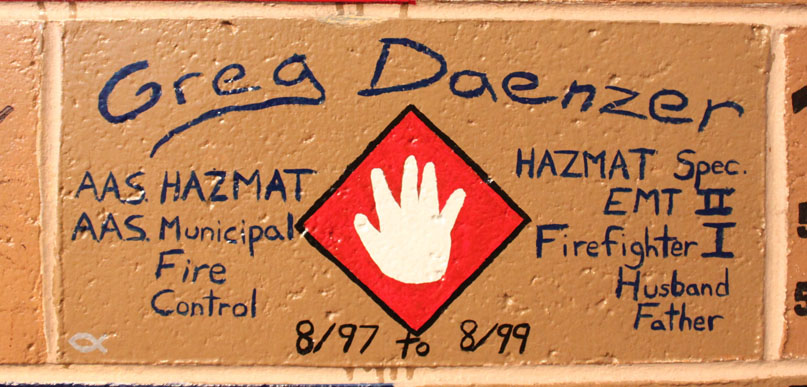 Greg Daenzer
AAS. HAZMAT
AAS. Municipal
Fire
Control
HAZMAT Spec.
EMT II
Firefighter I
Husband
Father
8/97 to 8/99